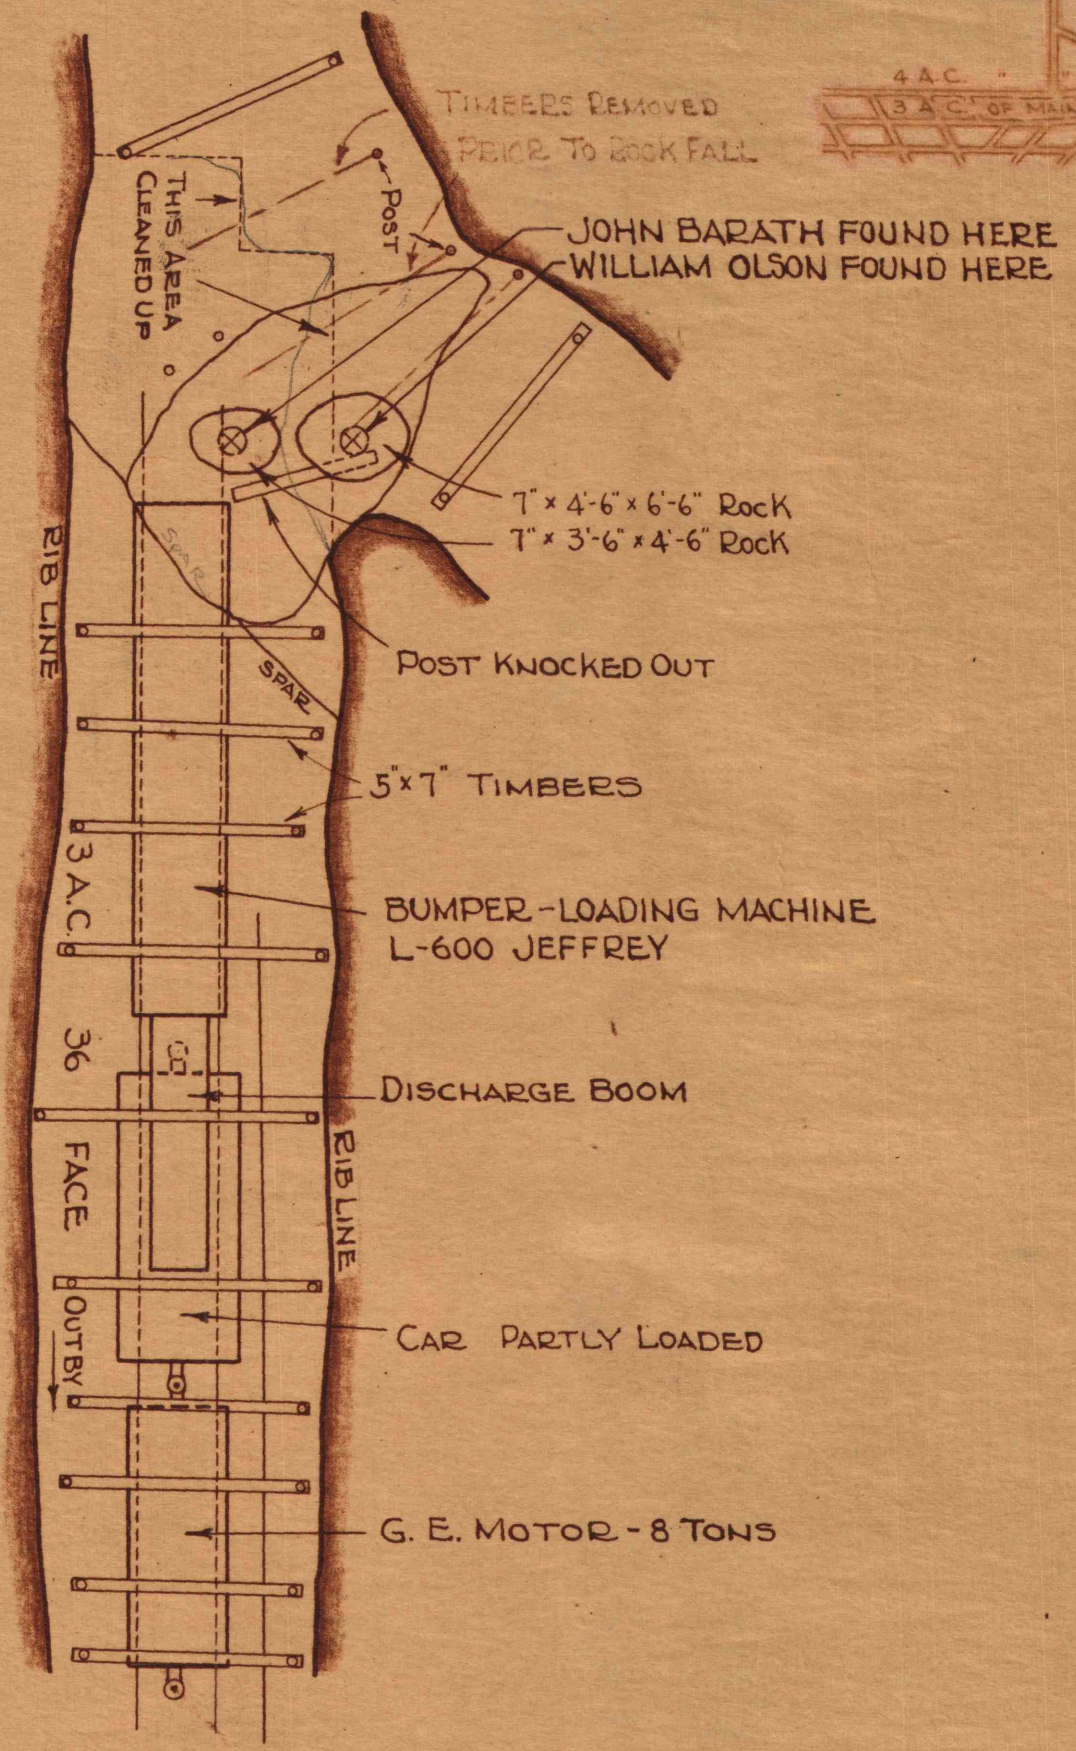 4 A.C. " "
3 A.C. OF MAIN
TIMBERS REMOVED
PRIOR TO ROCK FALL
POST
THIS AREA
CLEANED UP
JOHN BARATH FOUND HERE
WILLIAM OLSON FOUND HERE
7" x 4'-6" x 6'-6" ROCK
7" x 3'-6" x 4'-6" ROCK
SPAR
RIB LINE
POST KNOCKED OUT
SPAR
5" x 7" TIMBERS
3 A.C. 36 FACE
BUMPER-LOADING MACHINE
L-600 JEFFREY
DISCHARGE BOOM
RIB LINE
OUTBY
CAR PARTLY LOADED
G. E. MOTOR - 8 TONS